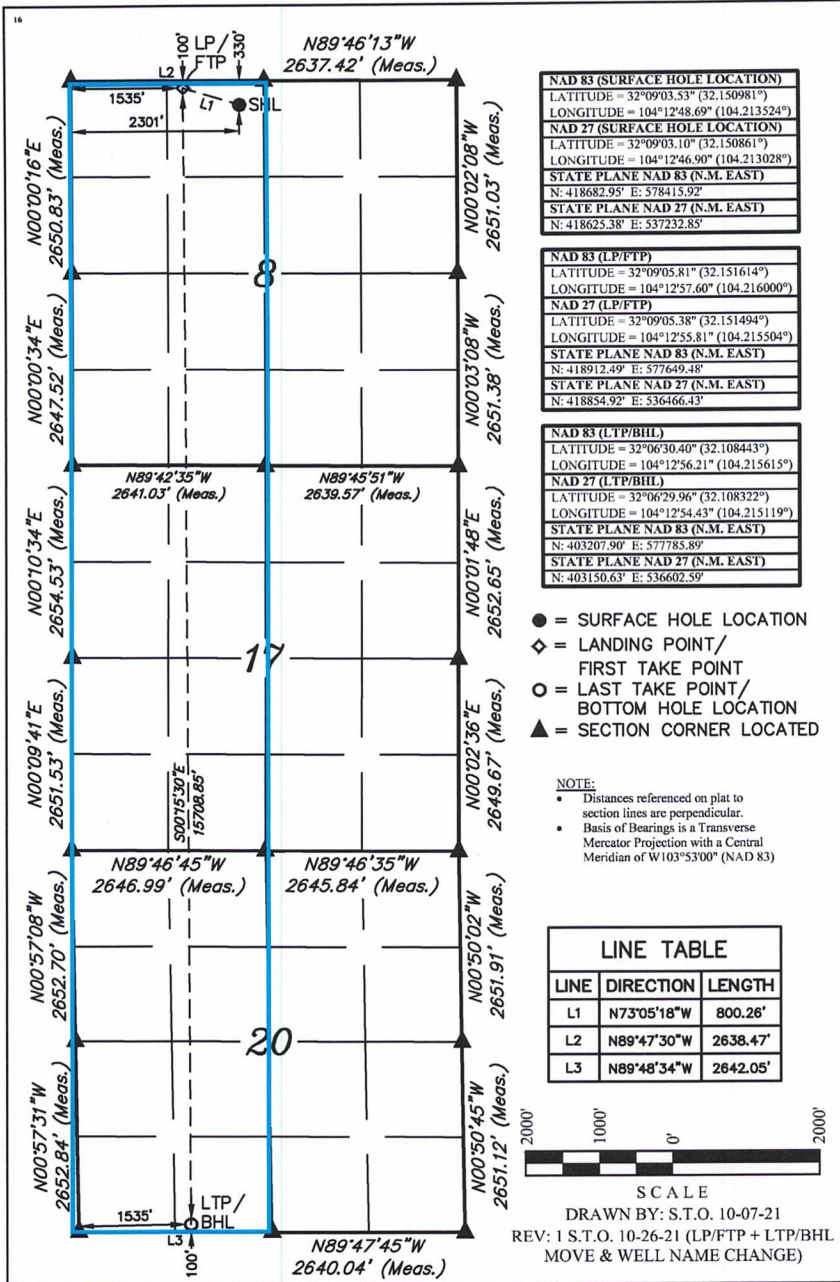 16
100'
LP/
FTP
330'
N89°46'13"W
2637.42' (Meas.)
L2
1535'
L1
SHL
2301'
N00°00'16"E
2650.83' (Meas.)
N00°02'08"W
2651.03' (Meas.)
8
N00°00'34"E
2647.52' (Meas.)
N00°03'08"W
2651.38' (Meas.)
N89°42'35"W
2641.03' (Meas.)
N89°45'51"W
2639.57' (Meas.)
N00°10'34"E
2654.53' (Meas.)
N00°01'48"E
2652.65' (Meas.)
17
N00°09'41"E
2651.53' (Meas.)
S00°15'30"E
15708.85'
N00°02'36"E
2649.67' (Meas.)
N89°46'45"W
2646.99' (Meas.)
N89°46'35"W
2645.84' (Meas.)
N00°57'08"W
2652.70' (Meas.)
N00°50'02"W
2651.91' (Meas.)
20
N00°57'31"W
2652.84' (Meas.)
N00°50'45"W
2651.12' (Meas.)
1535'
LTP/
BHL
L3
100'
N89°47'45"W
2640.04' (Meas.)
NAD 83 (SURFACE HOLE LOCATION)
LATITUDE = 32°09'03.53" (32.150981°)
LONGITUDE = 104°12'48.69" (104.213524°)
NAD 27 (SURFACE HOLE LOCATION)
LATITUDE = 32°09'03.10" (32.150861°)
LONGITUDE = 104°12'46.90" (104.213028°)
STATE PLANE NAD 83 (N.M. EAST)
N: 418682.95' E: 578415.92'
STATE PLANE NAD 27 (N.M. EAST)
N: 418625.38' E: 537232.85'
NAD 83 (LP/FTP)
LATITUDE = 32°09'05.81" (32.151614°)
LONGITUDE = 104°12'57.60" (104.216000°)
NAD 27 (LP/FTP)
LATITUDE = 32°09'05.38" (32.151494°)
LONGITUDE = 104°12'55.81" (104.215504°)
STATE PLANE NAD 83 (N.M. EAST)
N: 418912.49' E: 577649.48'
STATE PLANE NAD 27 (N.M. EAST)
N: 418854.92' E: 536466.43'
NAD 83 (LTP/BHL)
LATITUDE = 32°06'30.40" (32.108443°)
LONGITUDE = 104°12'56.21" (104.215615°)
NAD 27 (LTP/BHL)
LATITUDE = 32°06'29.96" (32.108322°)
LONGITUDE = 104°12'54.43" (104.215119°)
STATE PLANE NAD 83 (N.M. EAST)
N: 403207.90' E: 577785.89'
STATE PLANE NAD 27 (N.M. EAST)
N: 403150.63' E: 536602.59'
= SURFACE HOLE LOCATION
= LANDING POINT/
FIRST TAKE POINT
= LAST TAKE POINT/
BOTTOM HOLE LOCATION
= SECTION CORNER LOCATED
NOTE:
• Distances referenced on plat to
section lines are perpendicular.
• Basis of Bearings is a Transverse
Mercator Projection with a Central
Meridian of W103°53'00" (NAD 83)
LINE TABLE
LINE DIRECTION LENGTH
L1 N73°05'18"W 800.26'
L2 N89°47'30"W 2638.47'
L3 N89°48'34"W 2642.05'
2000' 1000' 0' 2000'
SCALE
DRAWN BY: S.T.O. 10-07-21
REV: 1 S.T.O. 10-26-21 (LP/FTP + LTP/BHL
MOVE & WELL NAME CHANGE)